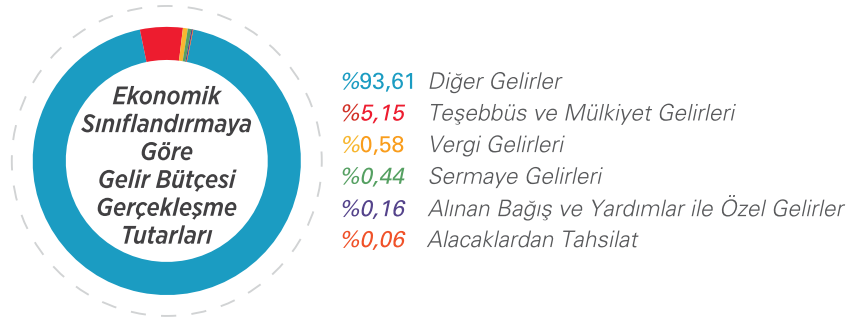 Ekonomik
Sınıflandırmaya
Göre
Gelir Bütçesi
Gerçekleşme
Tutarları
%93,61 Diğer Gelirler
%5,15 Teşebbüs ve Mülkiyet Gelirleri
%0,58 Vergi Gelirleri
%0,44 Sermaye Gelirleri
%0,16 Alınan Bağış ve Yardımlar ile Özel Gelirler
%0,06 Alacaklardan Tahsilat